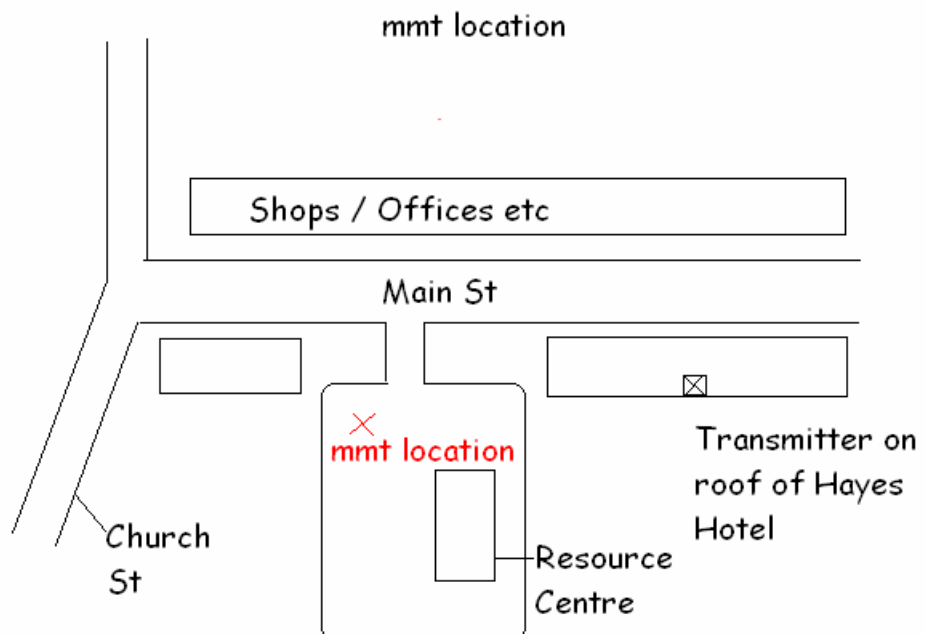 mmt location
Shops / Offices etc
Main St
mmt location
Transmitter on
roof of Hayes
Hotel
Church
St
Resource
Centre